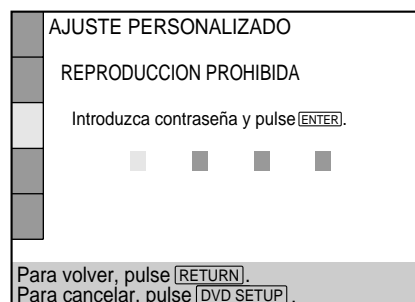 AJUSTE PERSONALIZADO
REPRODUCCION PROHIBIDA
Introduzca contraseña y pulse ENTER.
Para volver, pulse RETURN.
Para cancelar, pulse DVD SETUP.